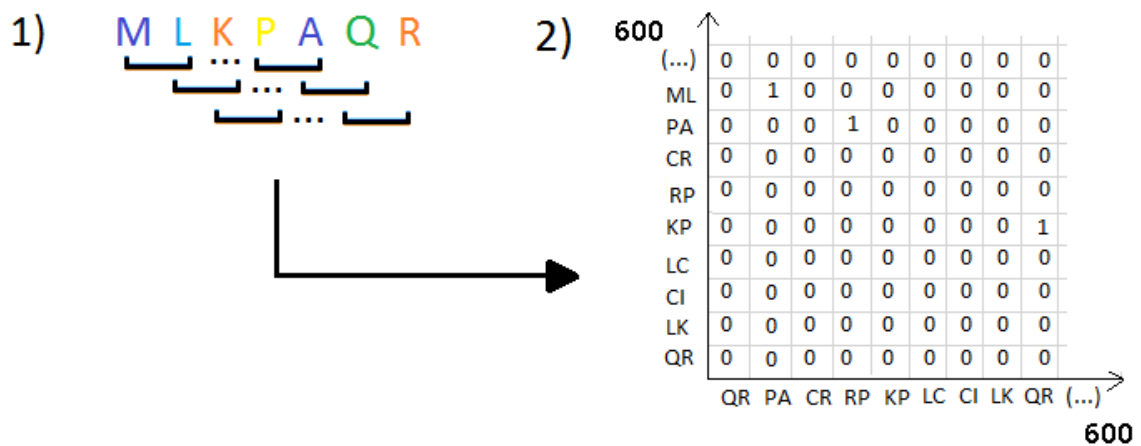 1) M L K P A Q R
...
...
...
2)
600
(...) 0 0 0 0 0 0 0 0 0
ML 0 1 0 0 0 0 0 0 0
PA 0 0 0 1 0 0 0 0 0
CR 0 0 0 0 0 0 0 0 0
RP 0 0 0 0 0 0 0 0 0
KP 0 0 0 0 0 0 0 0 1
LC 0 0 0 0 0 0 0 0 0
CI 0 0 0 0 0 0 0 0 0
LK 0 0 0 0 0 0 0 0 0
QR 0 0 0 0 0 0 0 0 0
QR PA CR RP KP LC CI LK QR (...)
600